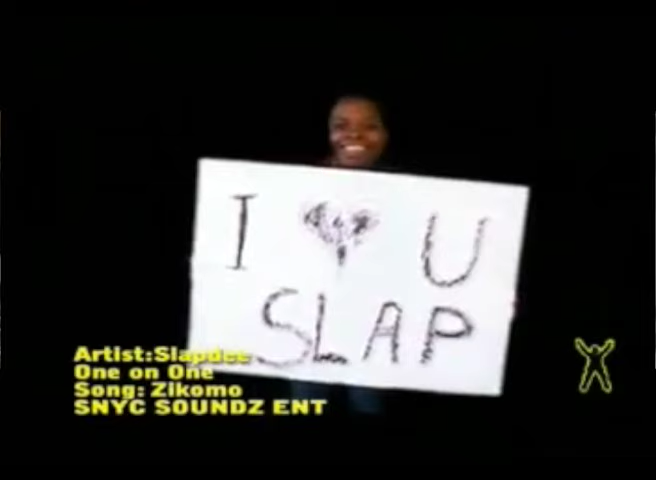 I ♥ U
SLAP
Artist:Slapdee
One on One
Song: Zikomo
SNYC SOUNDZ ENT